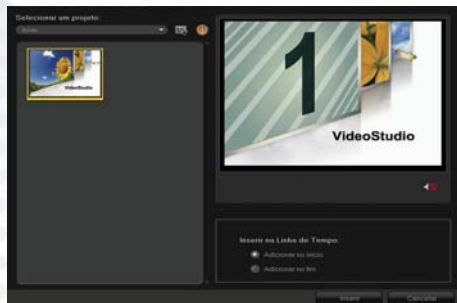 Selecionar um projeto:
Início
VideoStudio
1
VideoStudio
Inserir na Linha de Tempo:
Adicionar no início
Adicionar no fim
Inserir
Cancelar